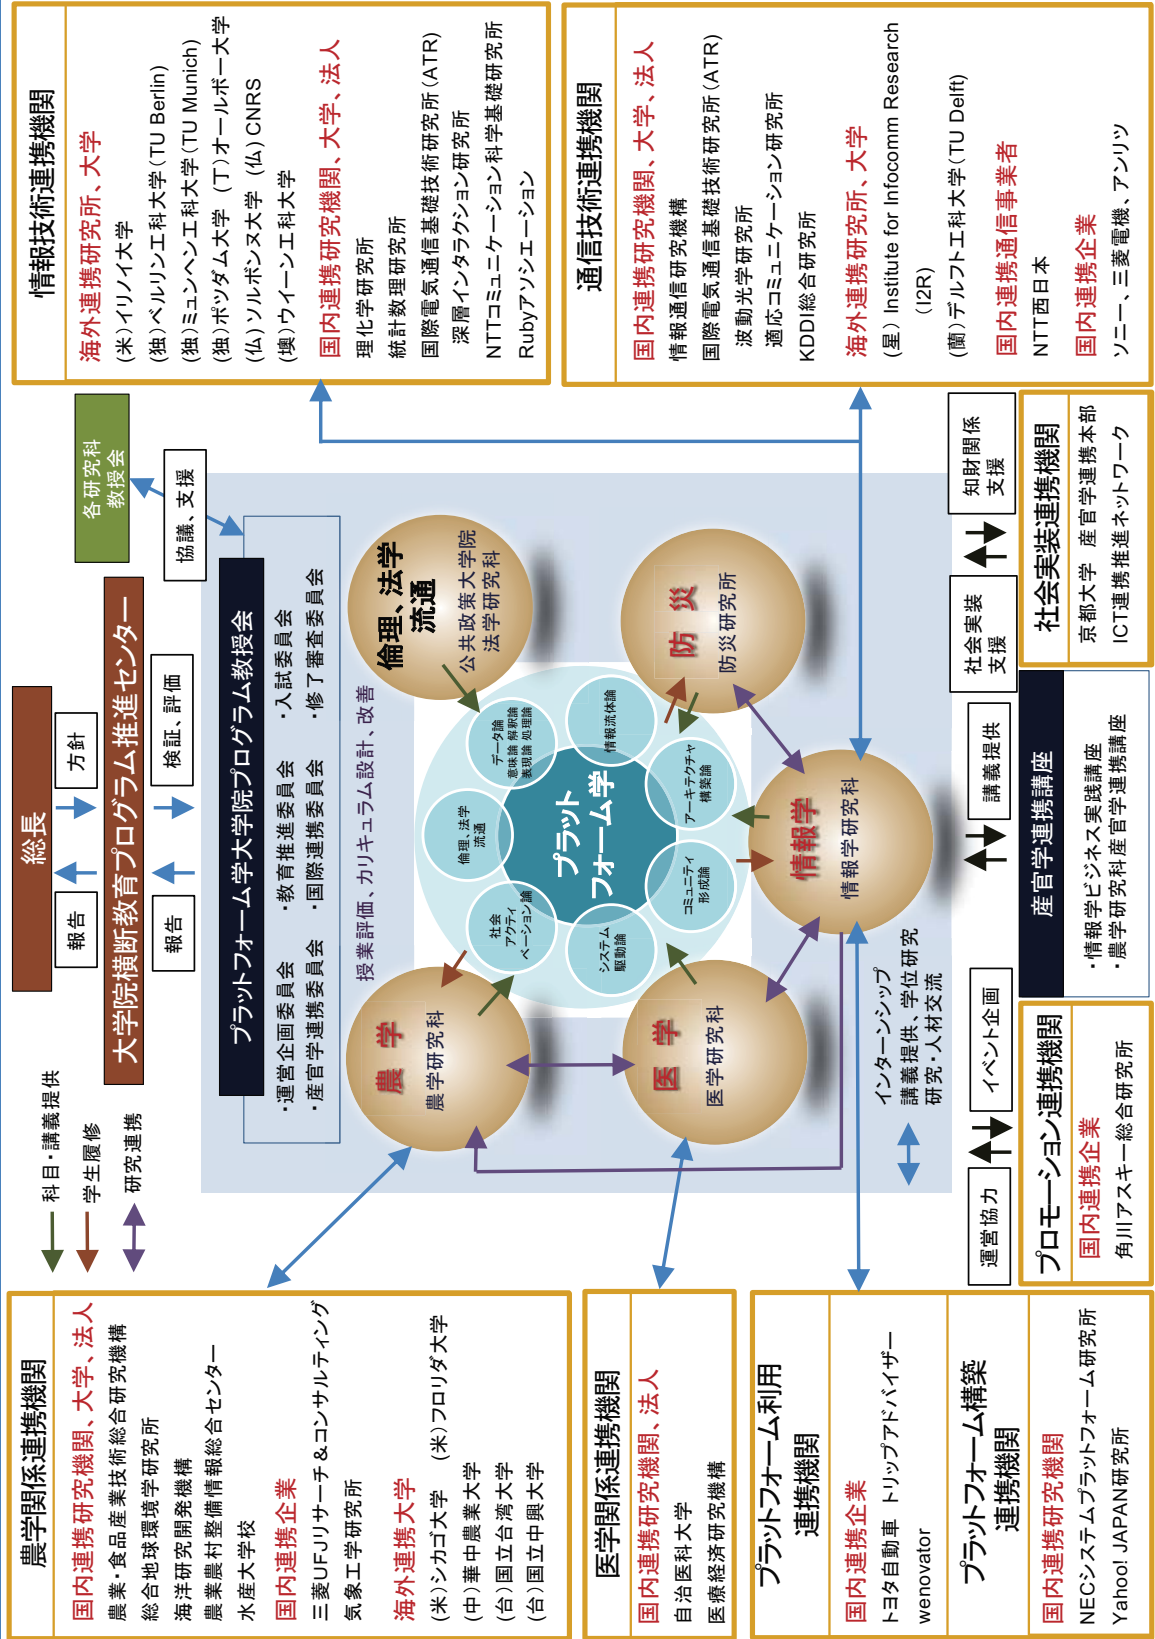 農学関係連携機関
国内連携研究機関、大学、法人
農業・食品産業技術総合研究機構
総合地球環境学研究所
海洋研究開発機構
農業農村整備情報総合センター
水産大学校
国内連携企業
三菱UFJリサーチ&コンサルティング
気象工学研究所
海外連携大学
(米)シカゴ大学 (米)フロリダ大学
(中)華中農業大学
(台)国立台湾大学
(台)国立中興大学
医学関係連携機関
国内連携研究機関、法人
自治医科大学
医療経済研究機構
プラットフォーム利用
連携機関
国内連携企業
トヨタ自動車 トリップアドバイザー
wenovator
プラットフォーム構築
連携機関
国内連携研究機関
NECシステムプラットフォーム研究所
Yahoo! JAPAN研究所
科目・講義提供
学生履修
研究連携
総長
報告
方針
大学院横断教育プログラム推進センター
報告
検証、評価
各研究科
教授会
協議、支援
プラットフォーム学大学院プログラム教授会
・運営企画委員会 ・教育推進委員会 ・入試委員会
・産官学連携委員会 ・国際連携委員会 ・修了審査委員会
授業評価、カリキュラム設計、改善
農 学
農学研究科
倫理、法学
流通
公共政策大学院
法学研究科
医 学
医学研究科
防 災
防災研究所
情報学
情報学研究科
プラット
フォーム学
社会
アクティ
ベーション論
倫理、法学
流通
データ論
意味論 解釈論
表現論 処理論
情報流体論
アーキテクチャ
構築論
コミュニティ
形成論
システム
駆動論
インターンシップ
講義提供、学位研究
研究・人材交流
運営協力
イベント企画
講義提供
社会実装
支援
知財関係
支援
プロモーション連携機関
国内連携企業
角川アスキー総合研究所
産官学連携講座
・情報学ビジネス実践講座
・農学研究科産官学連携講座
社会実装連携機関
京都大学 産官学連携本部
ICT連携推進ネットワーク
情報技術連携機関
海外連携研究所、大学
(米)イリノイ大学
(独)ベルリン工科大学(TU Berlin)
(独)ミュンヘン工科大学(TU Munich)
(独)ポツダム大学 (丁)オールボー大学
(仏)ソルボンヌ大学 (仏)CNRS
(墺)ウイーン工科大学
国内連携研究機関、大学、法人
理化学研究所
統計数理研究所
国際電気通信基礎技術研究所(ATR)
深層インタラクション研究所
NTTコミュニケーション科学基礎研究所
Rubyアソシエーション
通信技術連携機関
国内連携研究機関、大学、法人
情報通信研究機構
国際電気通信基礎技術研究所(ATR)
波動光学研究所
適応コミュニケーション研究所
KDDI総合研究所
海外連携研究所、大学
(星) Institute for Infocomm Research
(I2R)
(蘭)デルフト工科大学(TU Delft)
国内連携通信事業者
NTT西日本
国内連携企業
ソニー、三菱電機、アンリツ